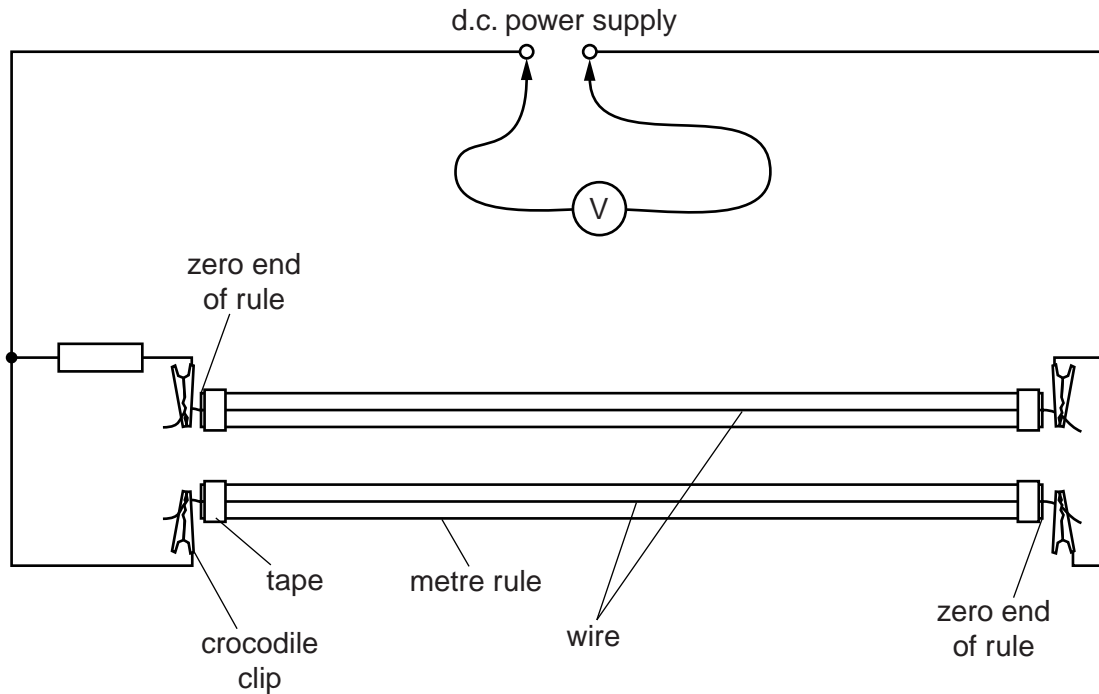 d.c. power supply
V
zero end
of rule
tape
metre rule
crocodile
clip
wire
zero end
of rule